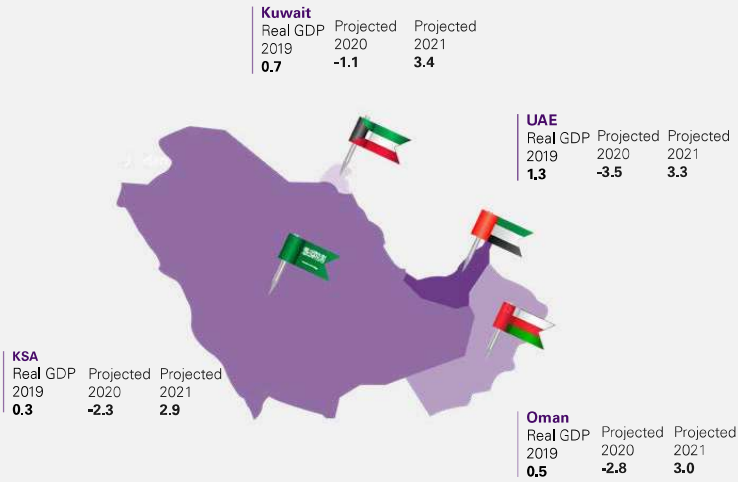 Kuwait
Real GDP Projected Projected
2019 2020 2021
0.7 -1.1 3.4
UAE
Real GDP Projected Projected
2019 2020 2021
1.3 -3.5 3.3
KSA
Real GDP Projected Projected
2019 2020 2021
0.3 -2.3 2.9
Oman
Real GDP Projected Projected
2019 2020 2021
0.5 -2.8 3.0